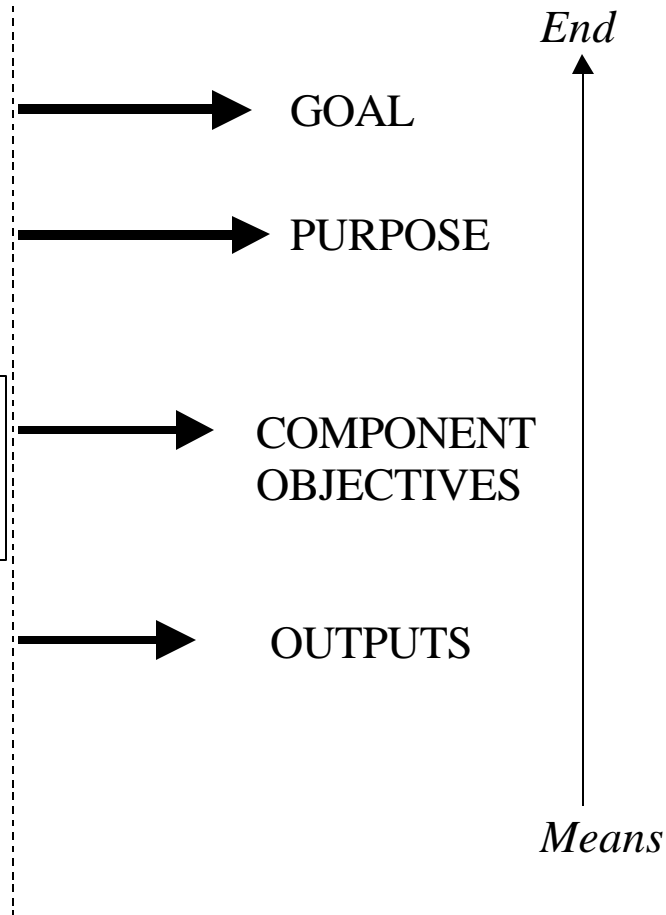 End
GOAL
PURPOSE
COMPONENT
OBJECTIVES
OUTPUTS
Means